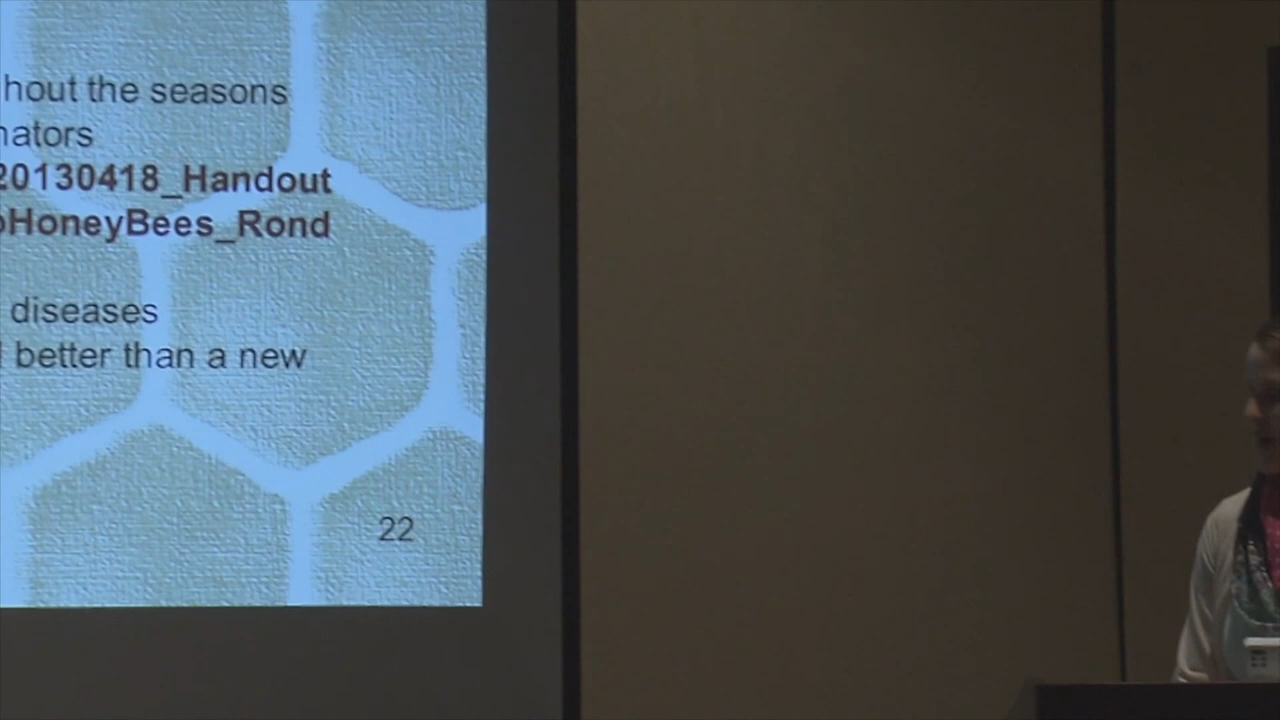 hout the seasons
nators
20130418_Handout
oHoneyBees_Rond
diseases
better than a new
22